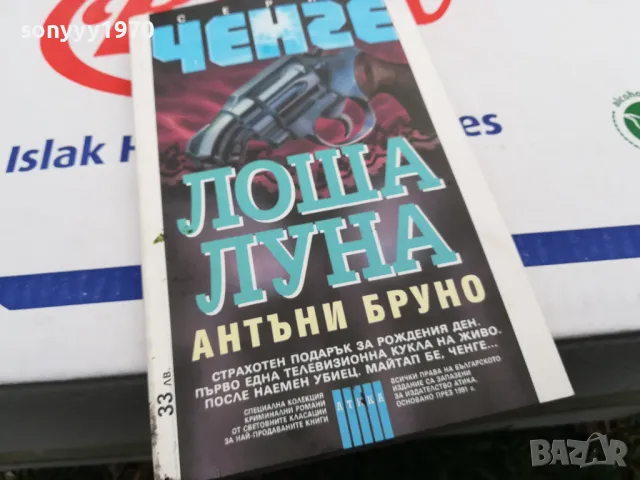 sonyyy1970
ЧЕНГЕ
Islak
es
ЛОША
ЛУНА
АНТЪНИ БРУНО
СТРАХОТЕН ПОДАРЪК ЗА РОЖДЕНИЯ ДЕН.
ПЪРВО ЕДНА ТЕЛЕВИЗИОННА КУКЛА НА ЖИВО.
ПОСЛЕ НАЕМЕН УБИЕЦ. МАЙТАП БЕ, ЧЕНГЕ...
33 лв.
СПЕЦИАЛНА КОЛЕКЦИЯ
КРИМИНАЛНИ РОМАНИ
ОТ СВЕТОВНИТЕ КЛАСАЦИИ
ЗА НАЙ-ПРОДАВАНИТЕ КНИГИ
АТИКА
ВСИЧКИ ПРАВА НА БЪЛГАРСКОТО
ИЗДАНИЕ СА ЗАПАЗЕНИ
ЗА ИЗДАТЕЛСТВО АТИКА.
ОСНОВАНО ПРЕЗ 1991 г.
BAZAR